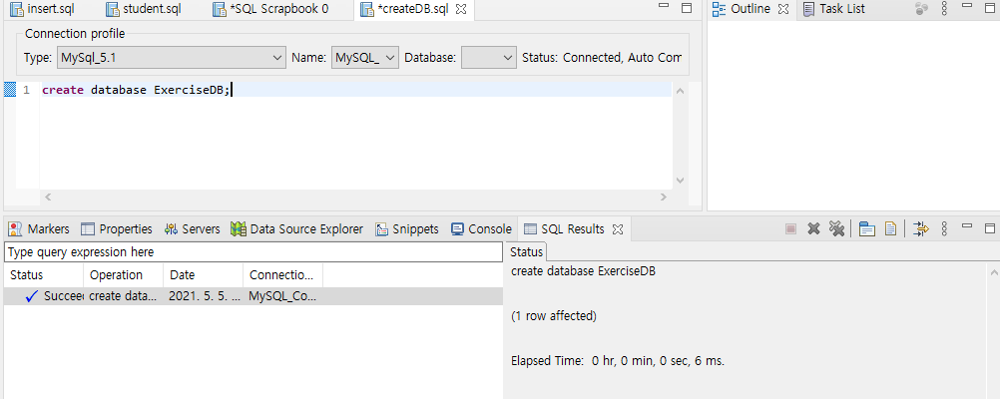 insert.sql student.sql *SQL Scrapbook 0 *createDB.sql Outline Task List
Connection profile
Type: MySql_5.1 Name: MySQL_ Database: Status: Connected, Auto Com
1 create database ExerciseDB;
Markers Properties Servers Data Source Explorer Snippets Console SQL Results
Type query expression here
Status
Status Operation Date Connectio...
create database ExerciseDB
Succee create data... 2021. 5. 5. ... MySQL_Co...
(1 row affected)
Elapsed Time: 0 hr, 0 min, 0 sec, 6 ms.